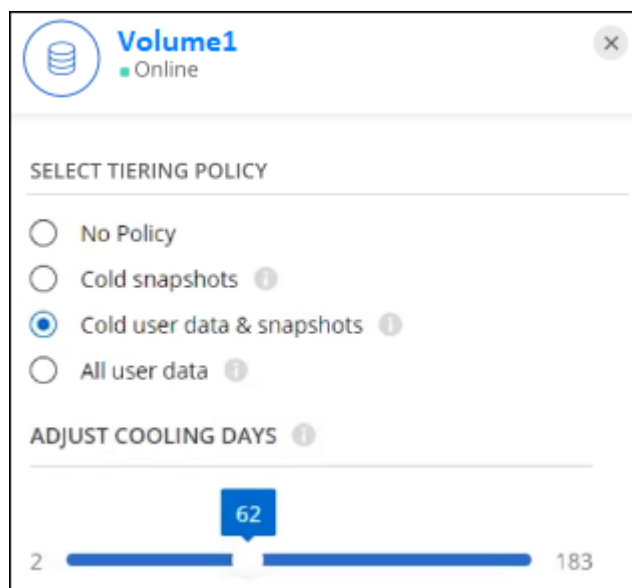 Volume1
Online
SELECT TIERING POLICY
No Policy
Cold snapshots i
Cold user data & snapshots i
All user data i
ADJUST COOLING DAYS i
62
2 183